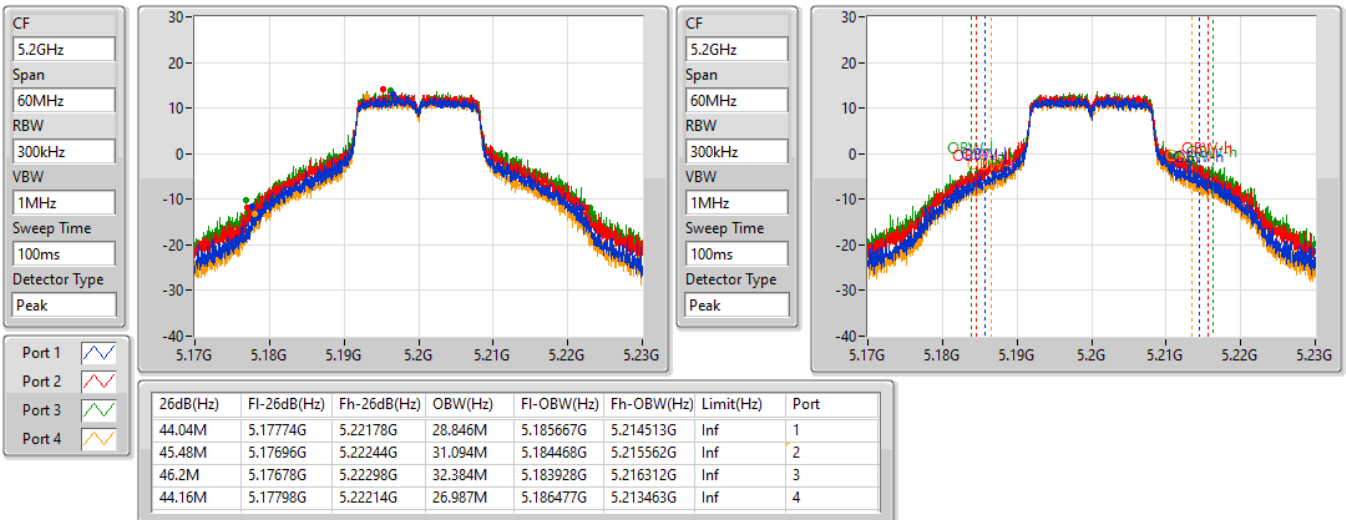 CF
5.2GHz
Span
60MHz
RBW
300kHz
VBW
1MHz
Sweep Time
100ms
Detector Type
Peak
30
20
10
0
-10
-20
-30
-40
5.17G 5.18G 5.19G 5.2G 5.21G 5.22G 5.23G
CF
5.2GHz
Span
60MHz
RBW
300kHz
VBW
1MHz
Sweep Time
100ms
Detector Type
Peak
30
20
10
0
-10
-20
-30
-40
5.17G 5.18G 5.19G 5.2G 5.21G 5.22G 5.23G
Port 1
Port 2
Port 3
Port 4
26dB(Hz) Fl-26dB(Hz) Fh-26dB(Hz) OBW(Hz) Fl-OBW(Hz) Fh-OBW(Hz) Limit(Hz) Port
44.04M 5.17774G 5.22178G 28.846M 5.185667G 5.214513G Inf 1
45.48M 5.17696G 5.22244G 31.094M 5.184468G 5.215562G Inf 2
46.2M 5.17678G 5.22298G 32.384M 5.183928G 5.216312G Inf 3
44.16M 5.17798G 5.22214G 26.987M 5.186477G 5.213463G Inf 4